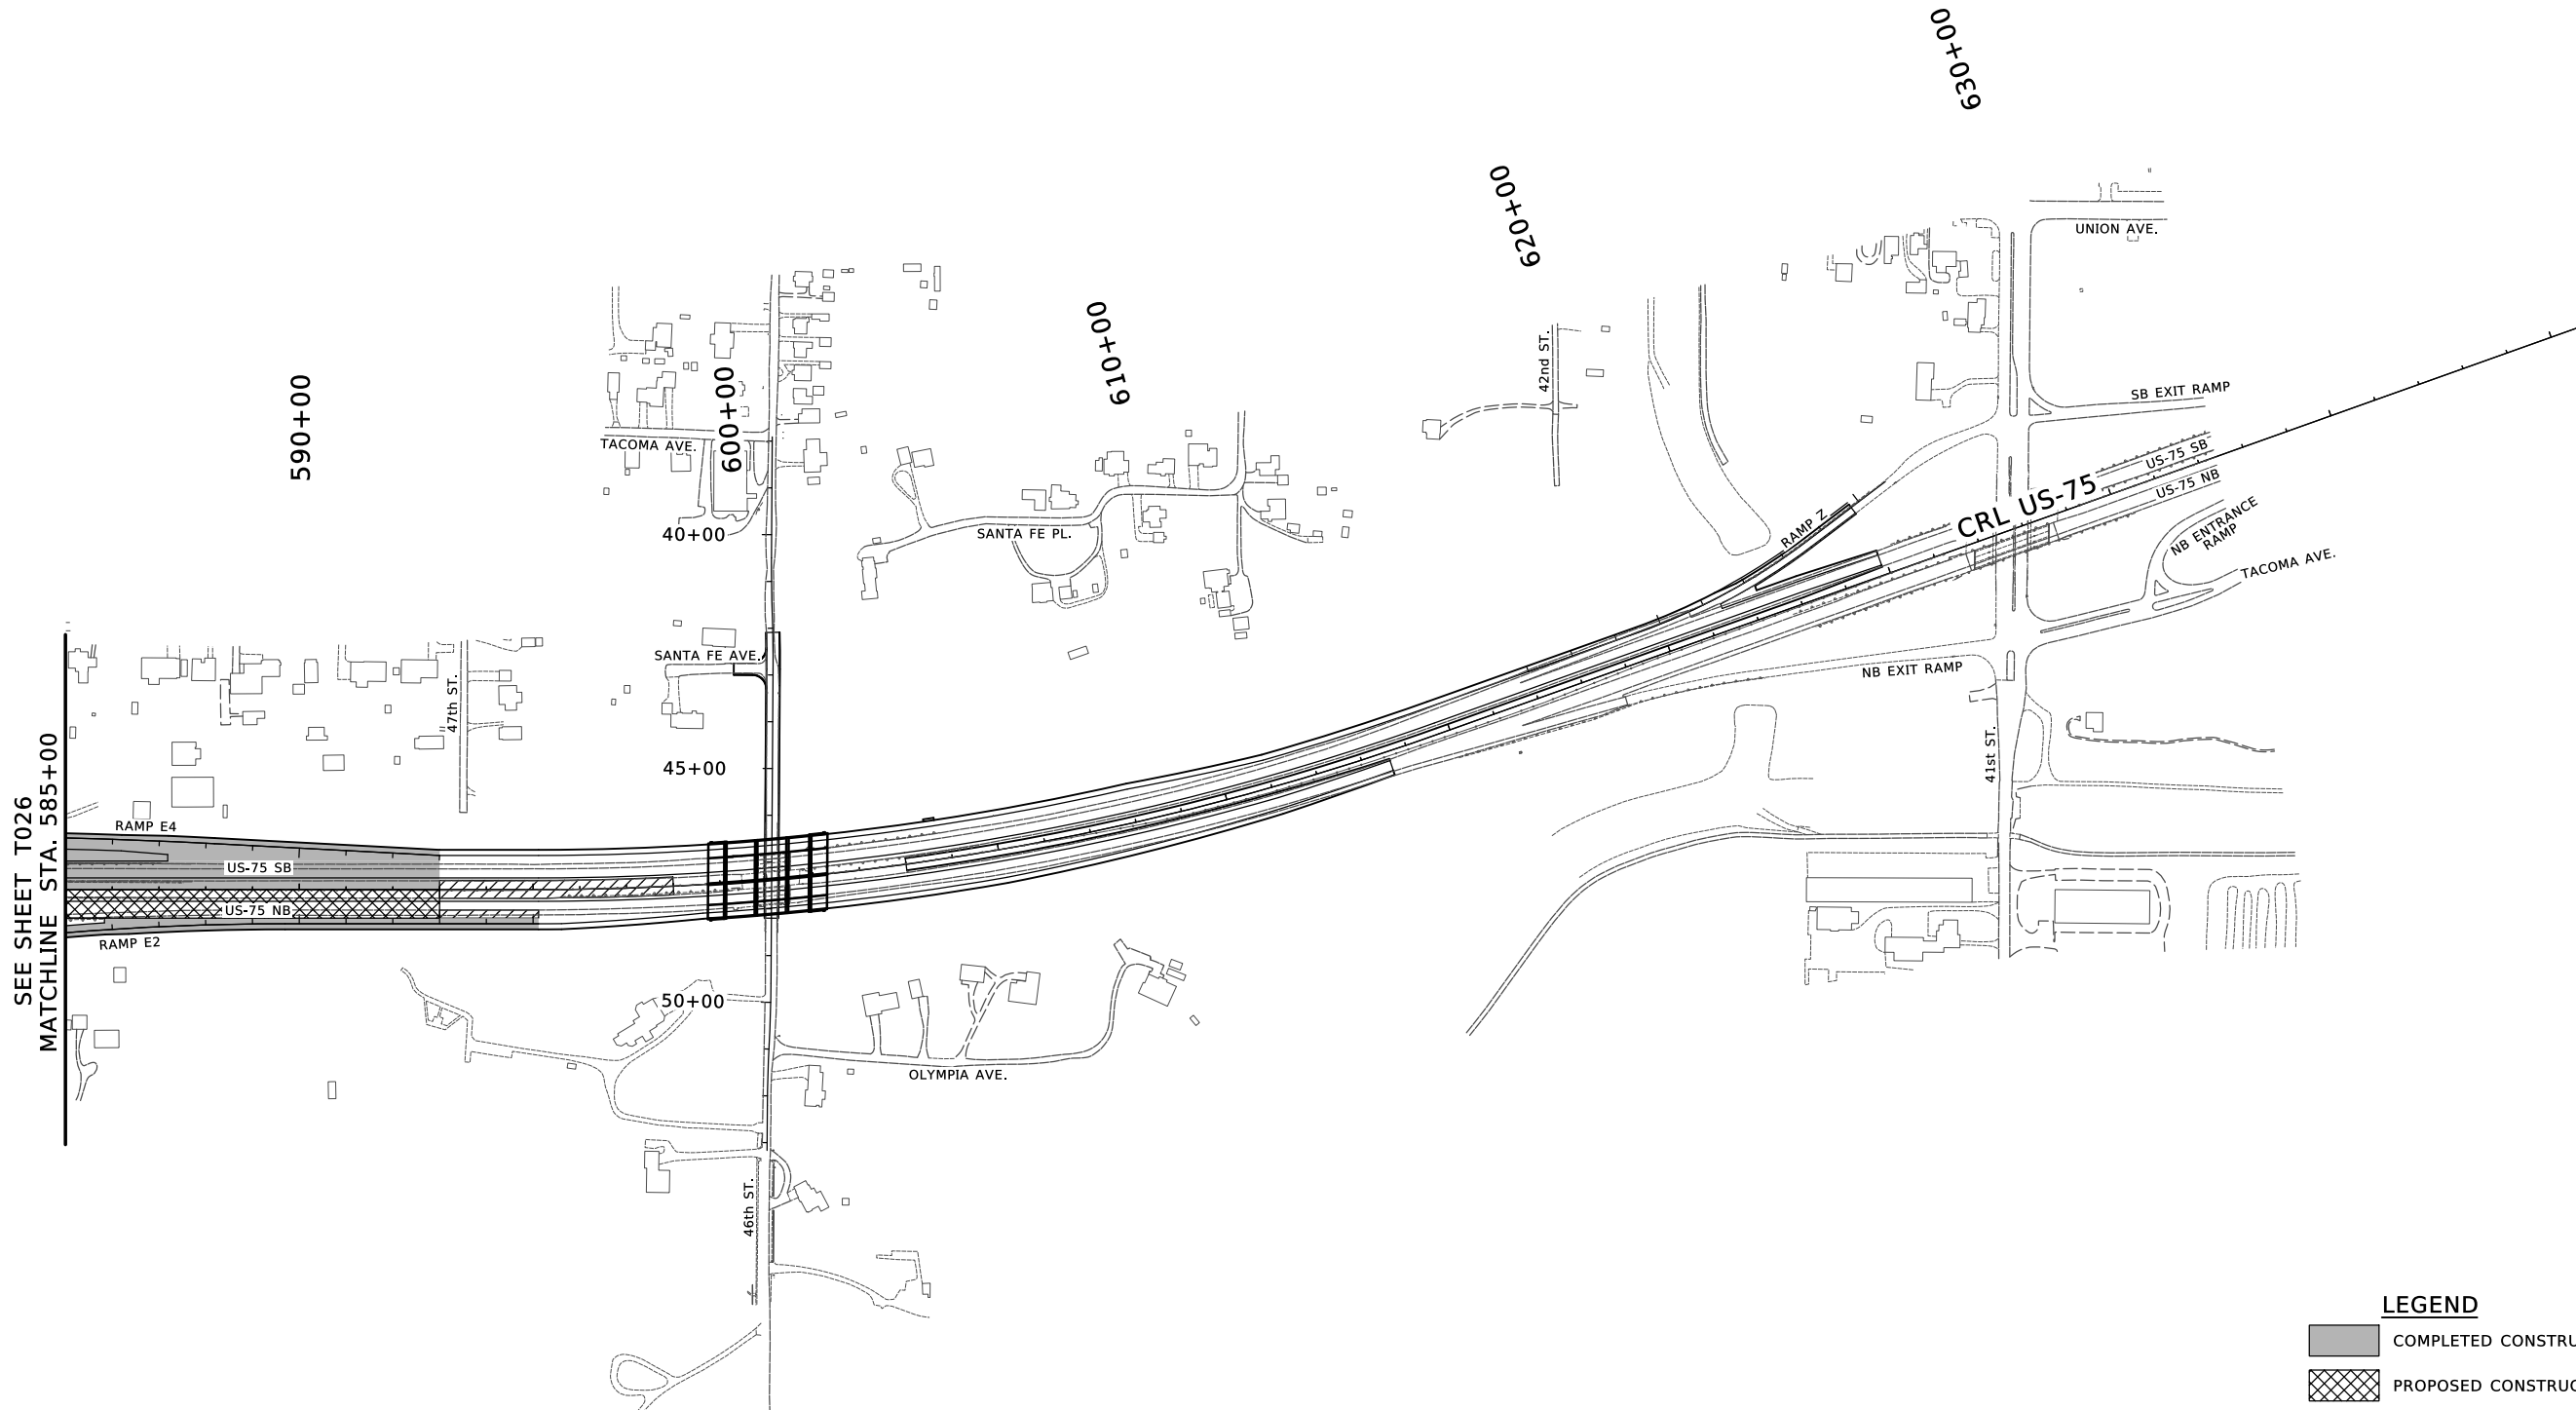 630+00
620+00
UNION AVE.
610+00
42nd ST.
590+00
600+00
SB EXIT RAMP
TACOMA AVE.
US-75 SB
US-75 NB
CRL US-75
RAMP Z
NB ENTRANCE
RAMP
40+00
SANTA FE PL.
TACOMA AVE.
SANTA FE AVE.
NB EXIT RAMP
47th ST.
41st ST.
45+00
SEE SHEET T026
MATCHLINE STA. 585+00
RAMP E4
US-75 SB
US-75 NB
RAMP E2
50+00
OLYMPIA AVE.
46th ST.
LEGEND
COMPLETED CONSTRU
PROPOSED CONSTRUC